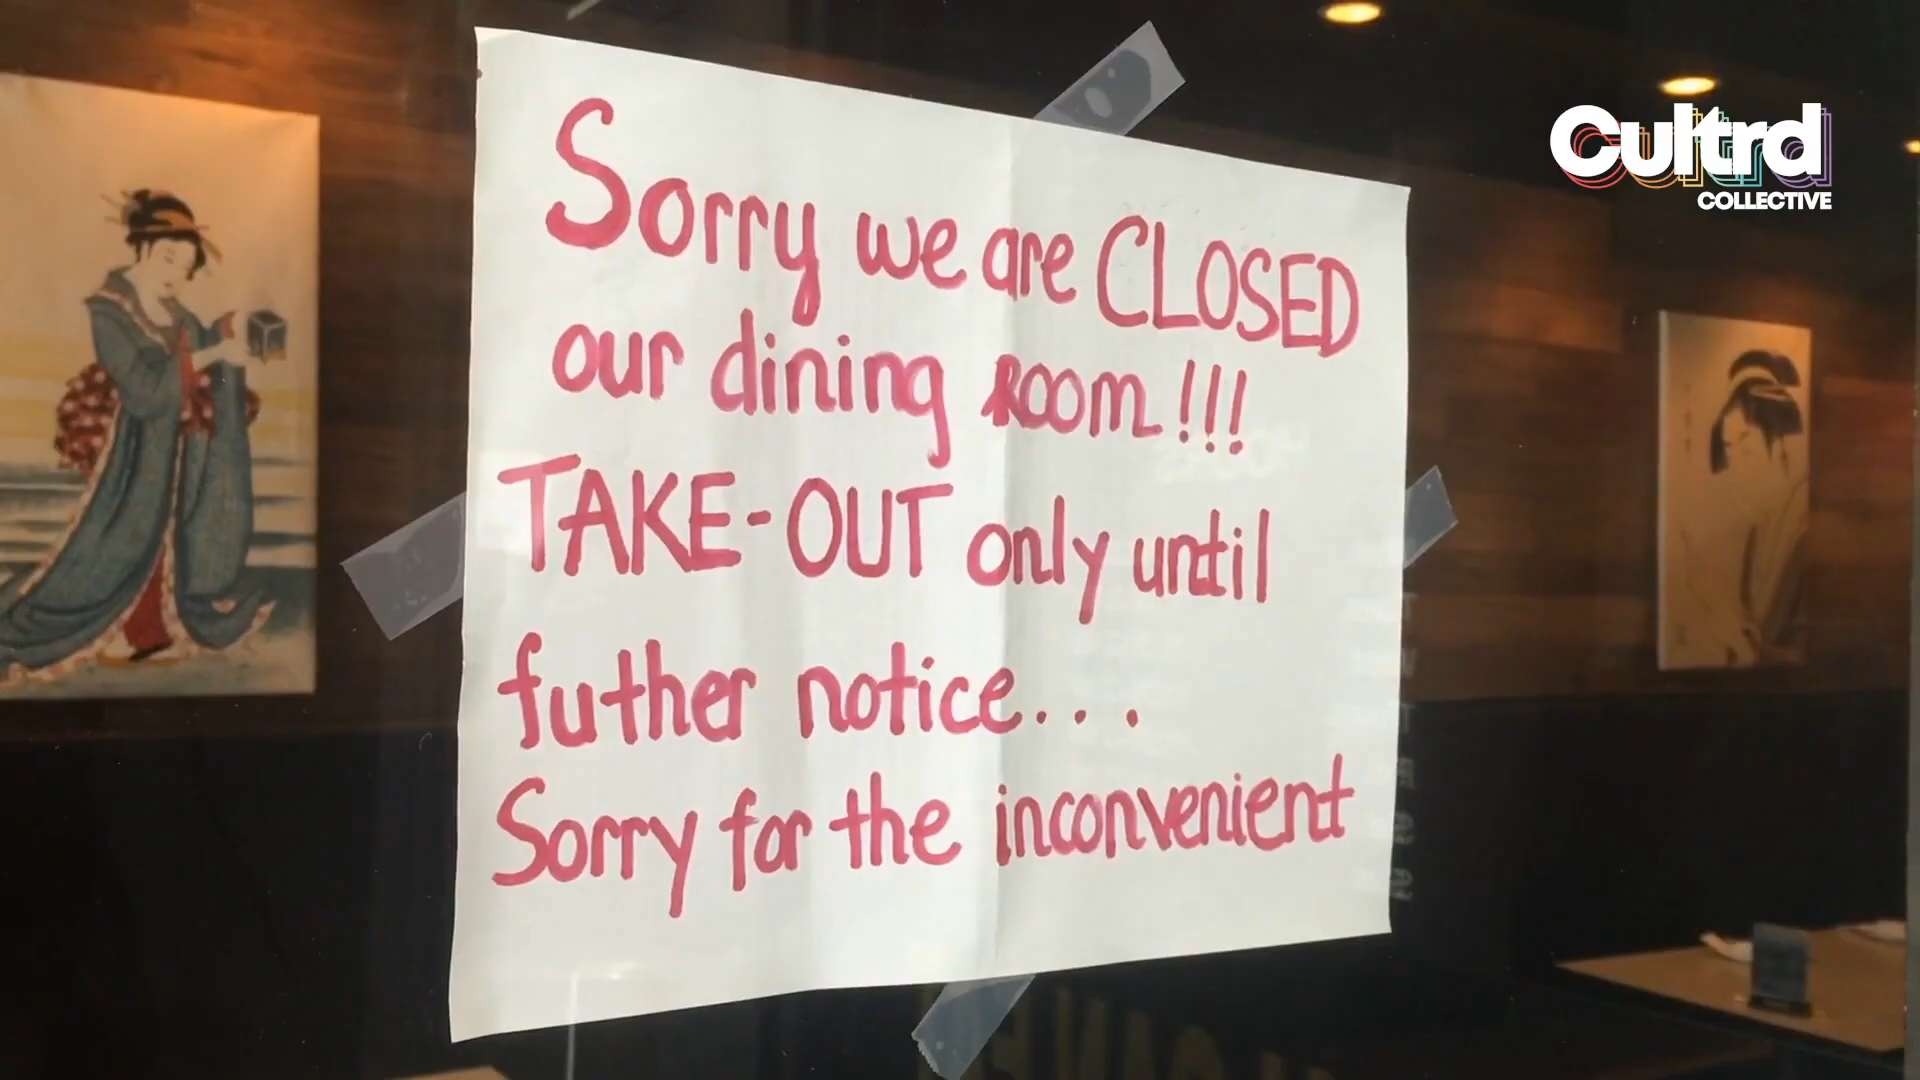 Sorry we are CLOSED
our dining ROOM!!!
TAKE-OUT only until
futher notice...
Sorry for the inconvenient
Cultrd
COLLECTIVE